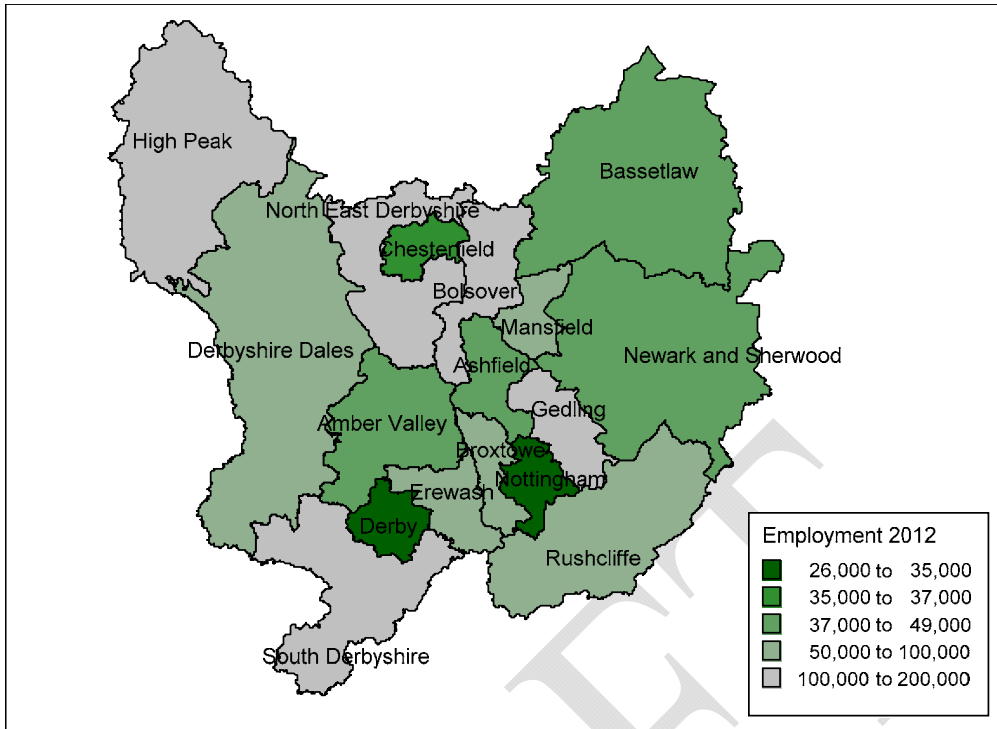 High Peak
Bassetlaw
North East Derbyshire
Chesterfield
Bolsover
Mansfield
Derbyshire Dales
Ashfield
Newark and Sherwood
Gedling
Amber Valley
Broxtowe
Nottingham
Erewash
Derby
Rushcliffe
South Derbyshire
Employment 2012
26,000 to 35,000
35,000 to 37,000
37,000 to 49,000
50,000 to 100,000
100,000 to 200,000